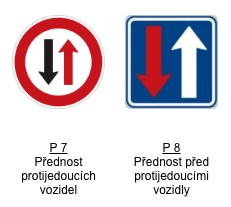 P 7
Přednost
protijedoucích
vozidel
P 8
Přednost před
protijedoucími
vozidly